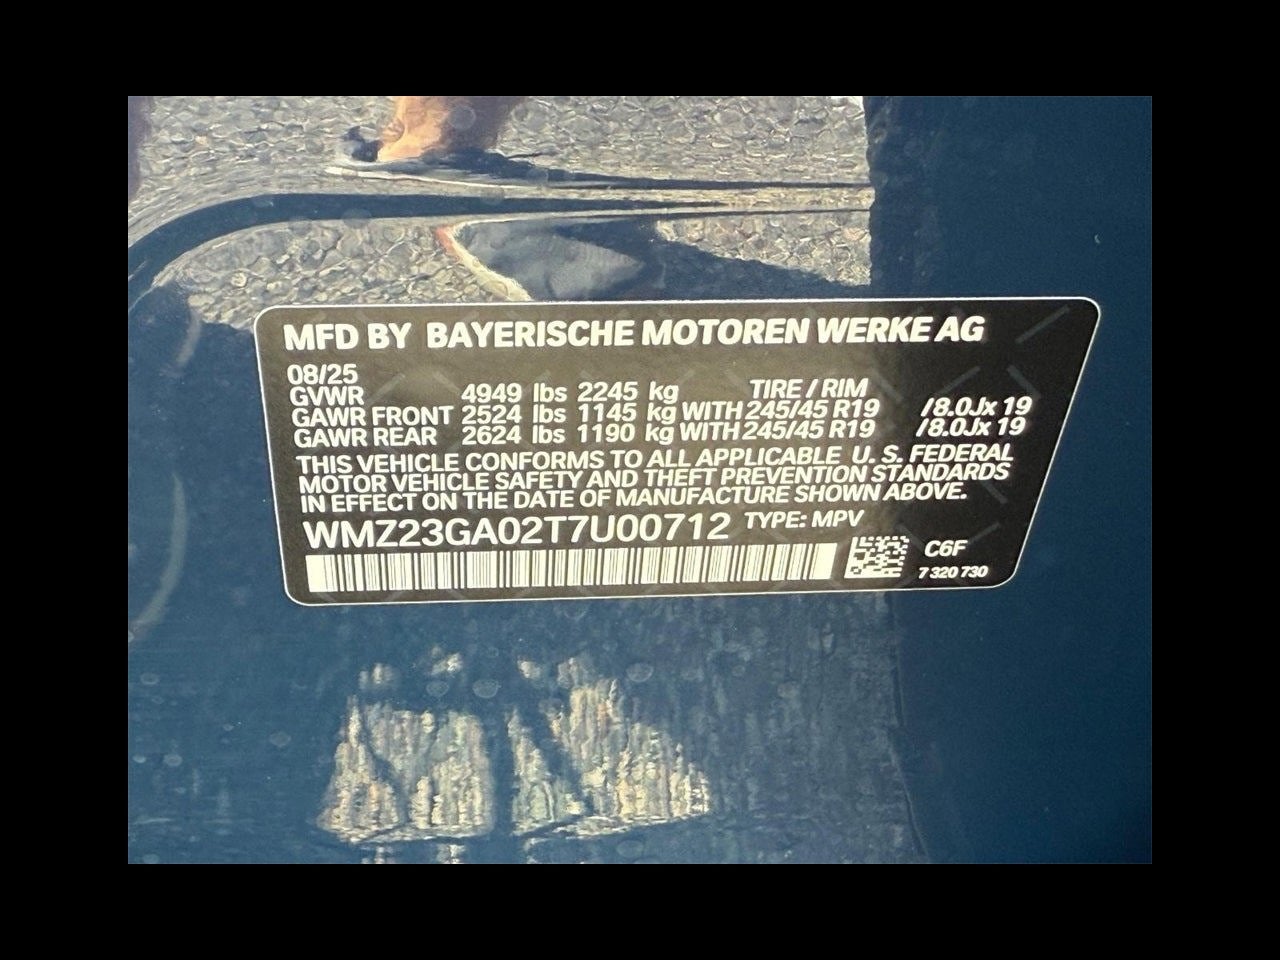 MFD BY BAYERISCHE MOTOREN WERKE AG
08/25
GVWR 4949 lbs 2245 kg TIRE / RIM
GAWR FRONT 2524 lbs 1145 kg WITH 245/45 R19 /8.0Jx 19
GAWR REAR 2624 lbs 1190 kg WITH 245/45 R19 /8.0Jx 19
THIS VEHICLE CONFORMS TO ALL APPLICABLE U. S. FEDERAL
MOTOR VEHICLE SAFETY AND THEFT PREVENTION STANDARDS
IN EFFECT ON THE DATE OF MANUFACTURE SHOWN ABOVE.
WMZ23GA02T7U00712 TYPE: MPV
C6F
7 320 730